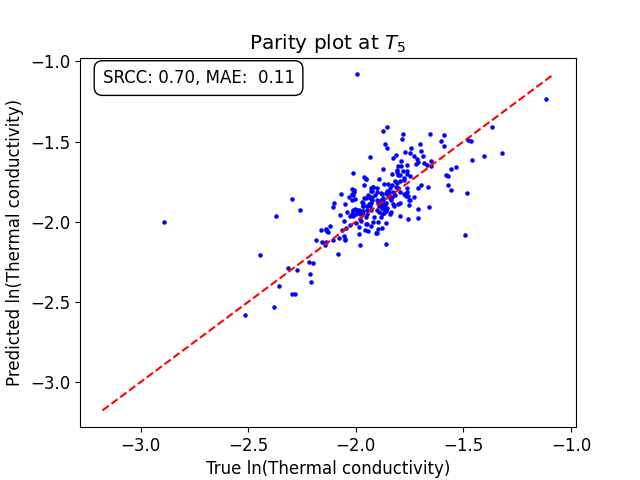 Parity plot at T5
SRCC: 0.70, MAE:  0.11
Predicted ln(Thermal conductivity)
−1.0
−1.5
−2.0
−2.5
−3.0
−3.0 −2.5 −2.0 −1.5 −1.0
True ln(Thermal conductivity)